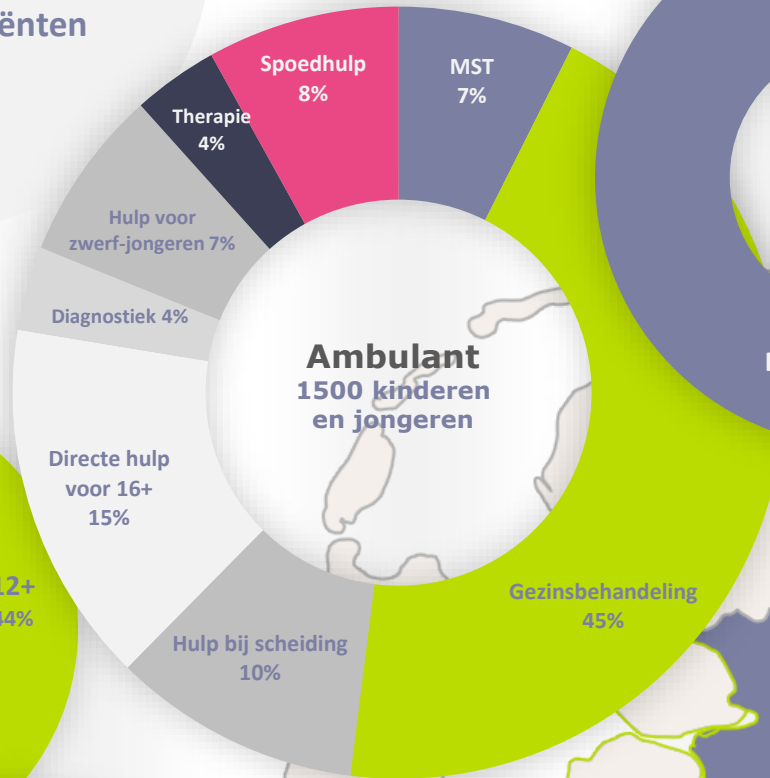 ënten
Spoedhulp
8%
MST
7%
Therapie
4%
Hulp voor
zwerf-jongeren 7%
Diagnostiek 4%
Ambulant
1500 kinderen
en jongeren
Directe hulp
voor 16+
15%
12+
44%
Gezinsbehandeling
45%
Hulp bij scheiding
10%